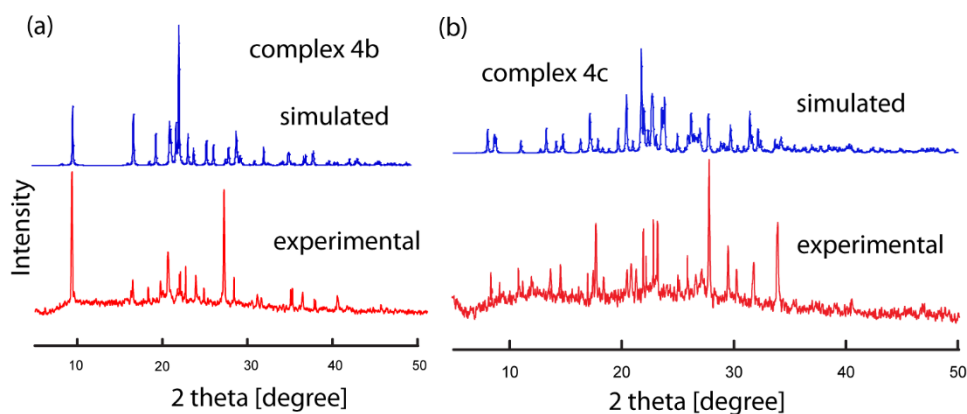 (a)
complex 4b
simulated
experimental
Intensity
10 20 30 40 50
2 theta [degree]
(b)
complex 4c
simulated
experimental
10 20 30 40 50
2 theta [degree]